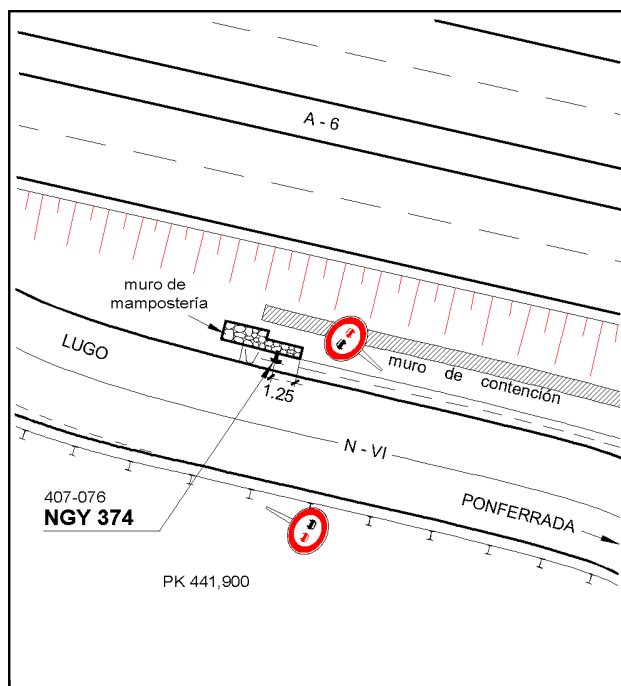 A - 6
muro de
mampostería
LUGO
muro de contención
1.25
N - VI
407-076
NGY 374
PONFERRADA
PK 441,900